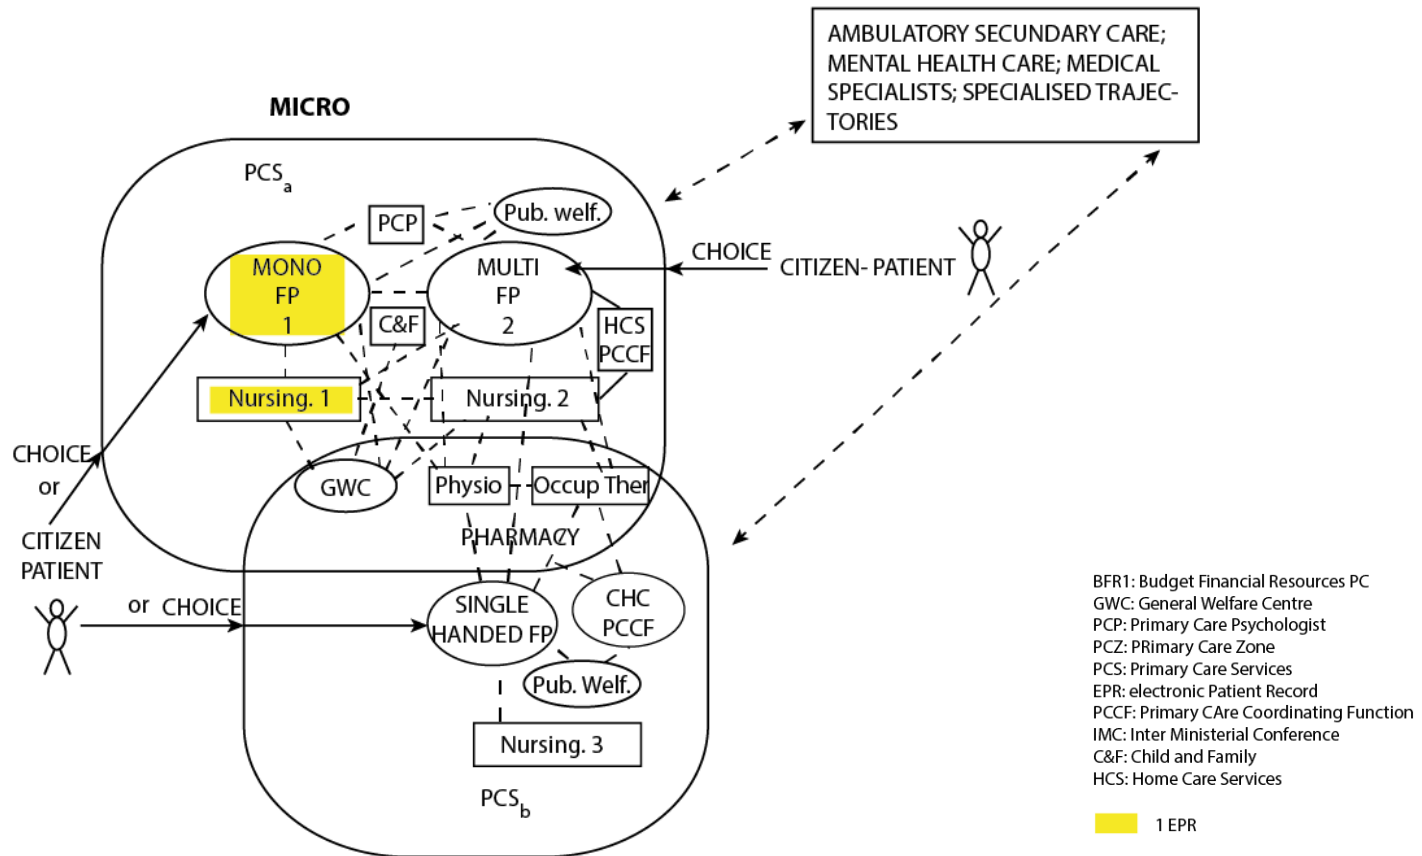 AMBULATORY SECUNDARY CARE;
MENTAL HEALTH CARE; MEDICAL
SPECIALISTS; SPECIALISED TRAJEC-
TORIES
MICRO
PCSa
PCP
Pub. welf.
MONO
FP
1
MULTI
FP
2
CHOICE
CITIZEN- PATIENT
C&F
HCS
PCCF
Nursing. 1
Nursing. 2
CHOICE
or
CITIZEN
PATIENT
GWC
Physio
Occup Ther
PHARMACY
or CHOICE
SINGLE
HANDED FP
CHC
PCCF
Pub. Welf.
Nursing. 3
PCSb
BFR1: Budget Financial Resources PC
GWC: General Welfare Centre
PCP: Primary Care Psychologist
PCZ: PRimary Care Zone
PCS: Primary Care Services
EPR: electronic Patient Record
PCCF: Primary CAre Coordinating Function
IMC: Inter Ministerial Conference
C&F: Child and Family
HCS: Home Care Services
1 EPR